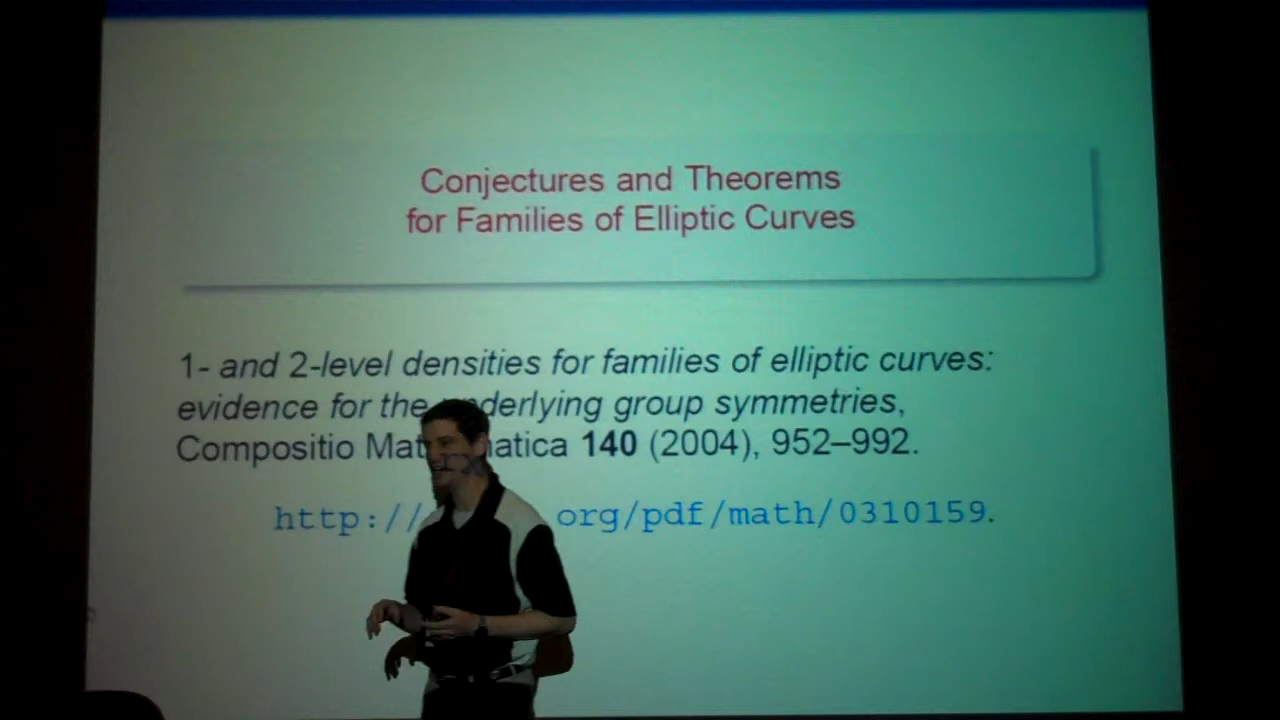 Conjectures and Theorems
for Families of Elliptic Curves
1- and 2-level densities for families of elliptic curves:
evidence for the underlying group symmetries,
Compositio Mathematica 140 (2004), 952–992.
http:// org/pdf/math/0310159.